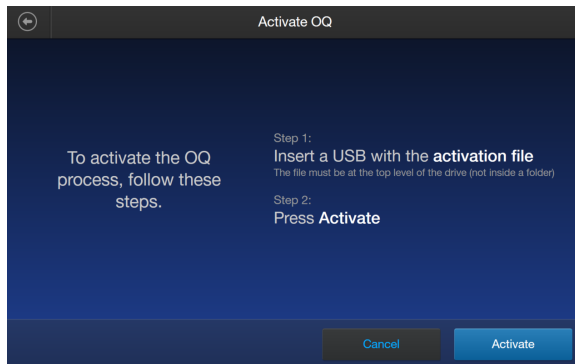 Activate OQ
To activate the OQ
process, follow these
steps.
Step 1:
Insert a USB with the activation file
The file must be at the top level of the drive (not inside a folder)
Step 2:
Press Activate
Cancel
Activate